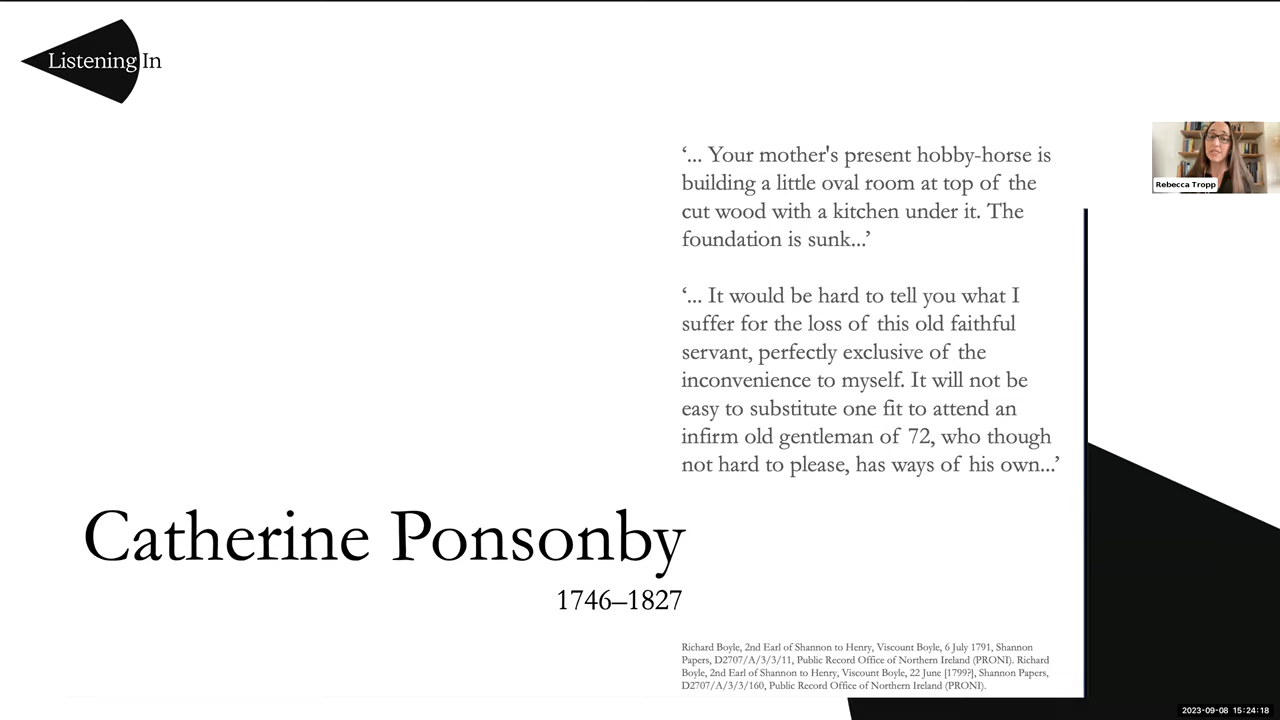 Listening In
‘... Your mother's present hobby-horse is
building a little oval room at top of the
cut wood with a kitchen under it. The
foundation is sunk...’
‘... It would be hard to tell you what I
suffer for the loss of this old faithful
servant, perfectly exclusive of the
inconvenience to myself. It will not be
easy to substitute one fit to attend an
infirm old gentleman of 72, who though
not hard to please, has ways of his own...’
Catherine Ponsonby
1746–1827
Richard Boyle, 2nd Earl of Shannon to Henry, Viscount Boyle, 6 July 1791, Shannon
Papers, D2707/A/3/3/11, Public Record Office of Northern Ireland (PRONI). Richard
Boyle, 2nd Earl of Shannon to Henry, Viscount Boyle, 22 June [1799?], Shannon Papers,
D2707/A/3/3/160, Public Record Office of Northern Ireland (PRONI).
Rebecca Tropp
2023-09-08 15:24:18